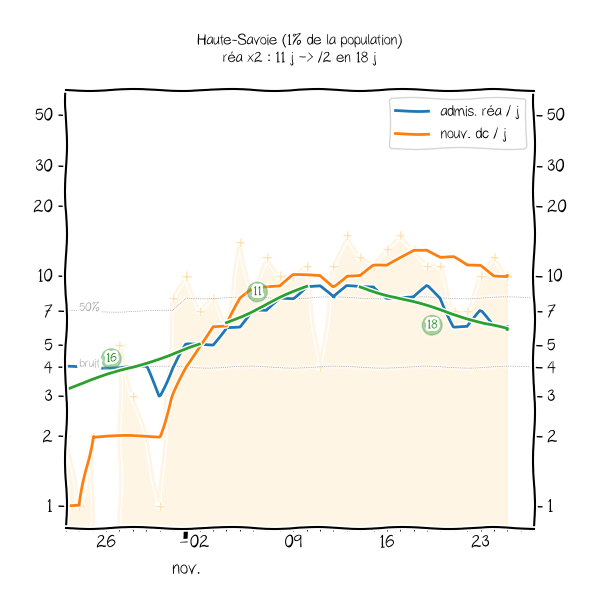 Haute-Savoie (1% de la population)
réa x2 : 11 j -> /2 en 18 j
admis. réa / j
nouv. dc / j
50 50
30 30
20 20
10 10
7 7
5 5
4 4
3 3
2 2
1 1
50%
bruit
16
11
18
26 02 09 16 23
nov.